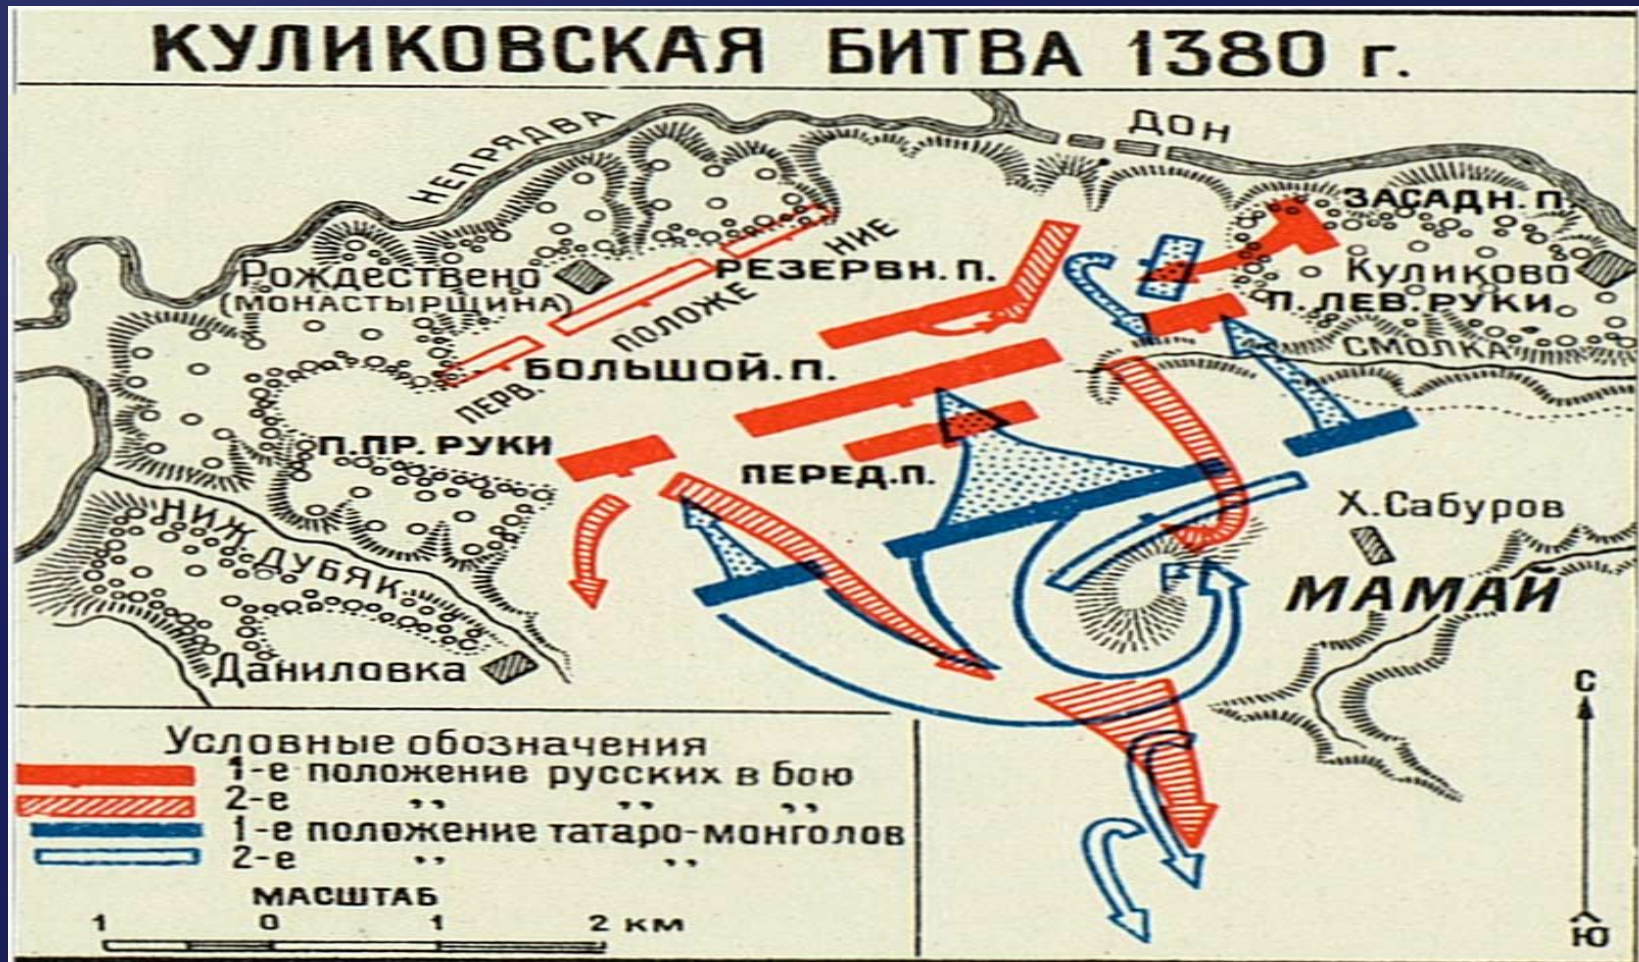 КУЛИКОВСКАЯ БИТВА 1380 г.
НЕПРЯДВА
ДОН
ЗАСАДН. П.
Рождествено
(МОНАСТЫРЩИНА)
ПЕРВ. ПОЛОЖЕНИЕ
РЕЗЕРВН. П.
Куликово
П. ЛЕВ. РУКИ
СМОЛКА
БОЛЬШОЙ. П.
П. ПР. РУКИ
ПЕРЕД. П.
НИЖ. ДУБЯК
Х. Сабуров
МАМАЙ
Даниловка
С
Ю
Условные обозначения
1-е положение русских в бою
2-е ,, ,, ,,
1-е положение татаро-монголов
2-е ,, ,,
МАСШТАБ
1 0 1 2 км